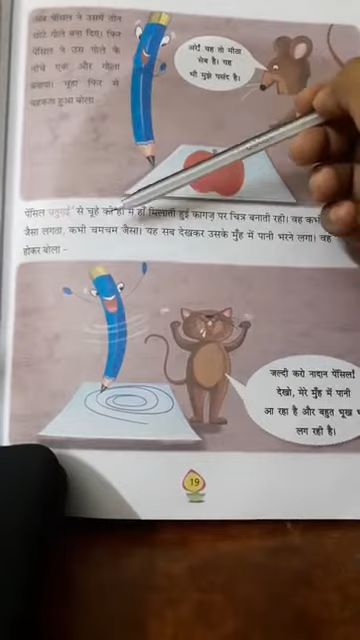 अब पेंसिल ने उसमें तीन
छोटे गोले बना दिए। फिर
पेंसिल ने उस गोले के
नीचे एक और गोला
बनाया। चूहा फिर से
चहकता हुआ बोला
ओ! यह तो मीठा
सेब है। यह
भी मुझे पसंद है।
पेंसिल चतुराई से चूहे की हाँ में हाँ मिलाती हुई कागज़ पर चित्र बनाती रही। वह कभी
जैसा लगता, कभी चमचम जैसा। यह सब देखकर उसके मुँह में पानी भरने लगा। वह
होकर बोला –
जल्दी करो नादान पेंसिल!
देखो, मेरे मुँह में पानी
आ रहा है और बहुत भूख भी
लग रही है।
19